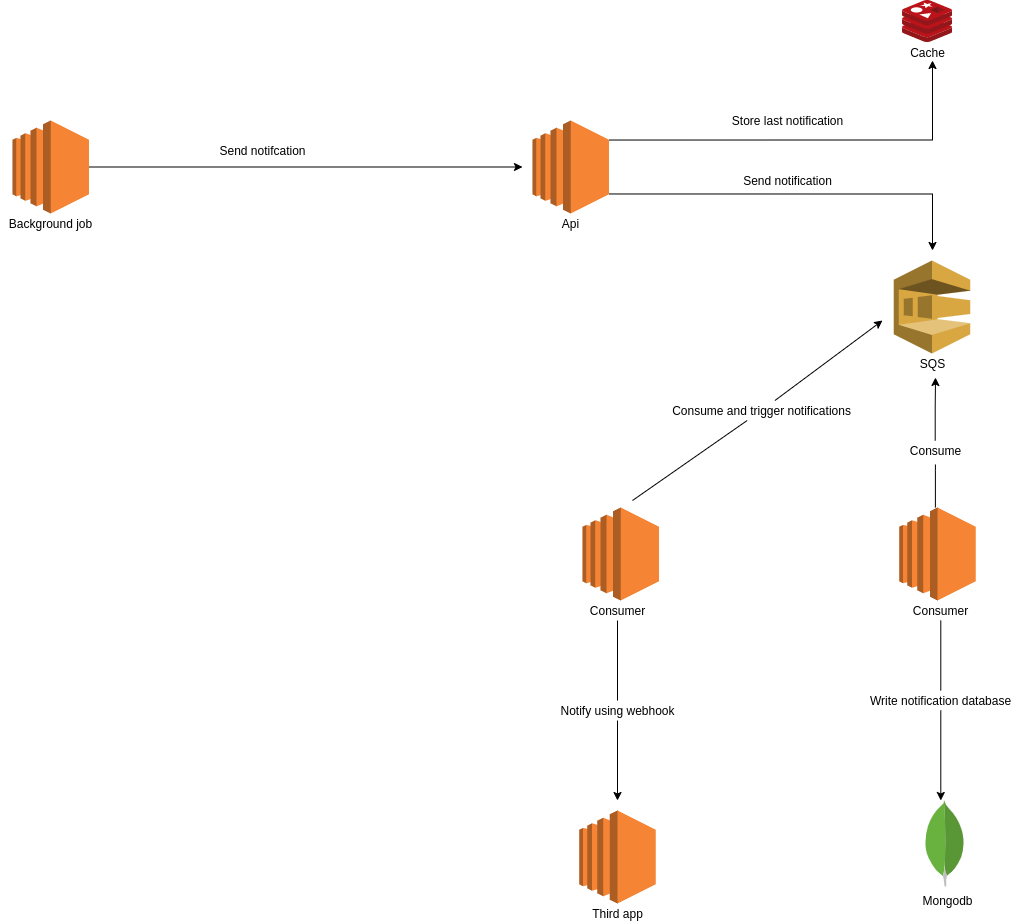 Cache
Store last notification
Send notifcation
Send notification
Background job
Api
SQS
Consume and trigger notifications
Consume
Consumer
Consumer
Notify using webhook
Write notification database
Mongodb
Third app